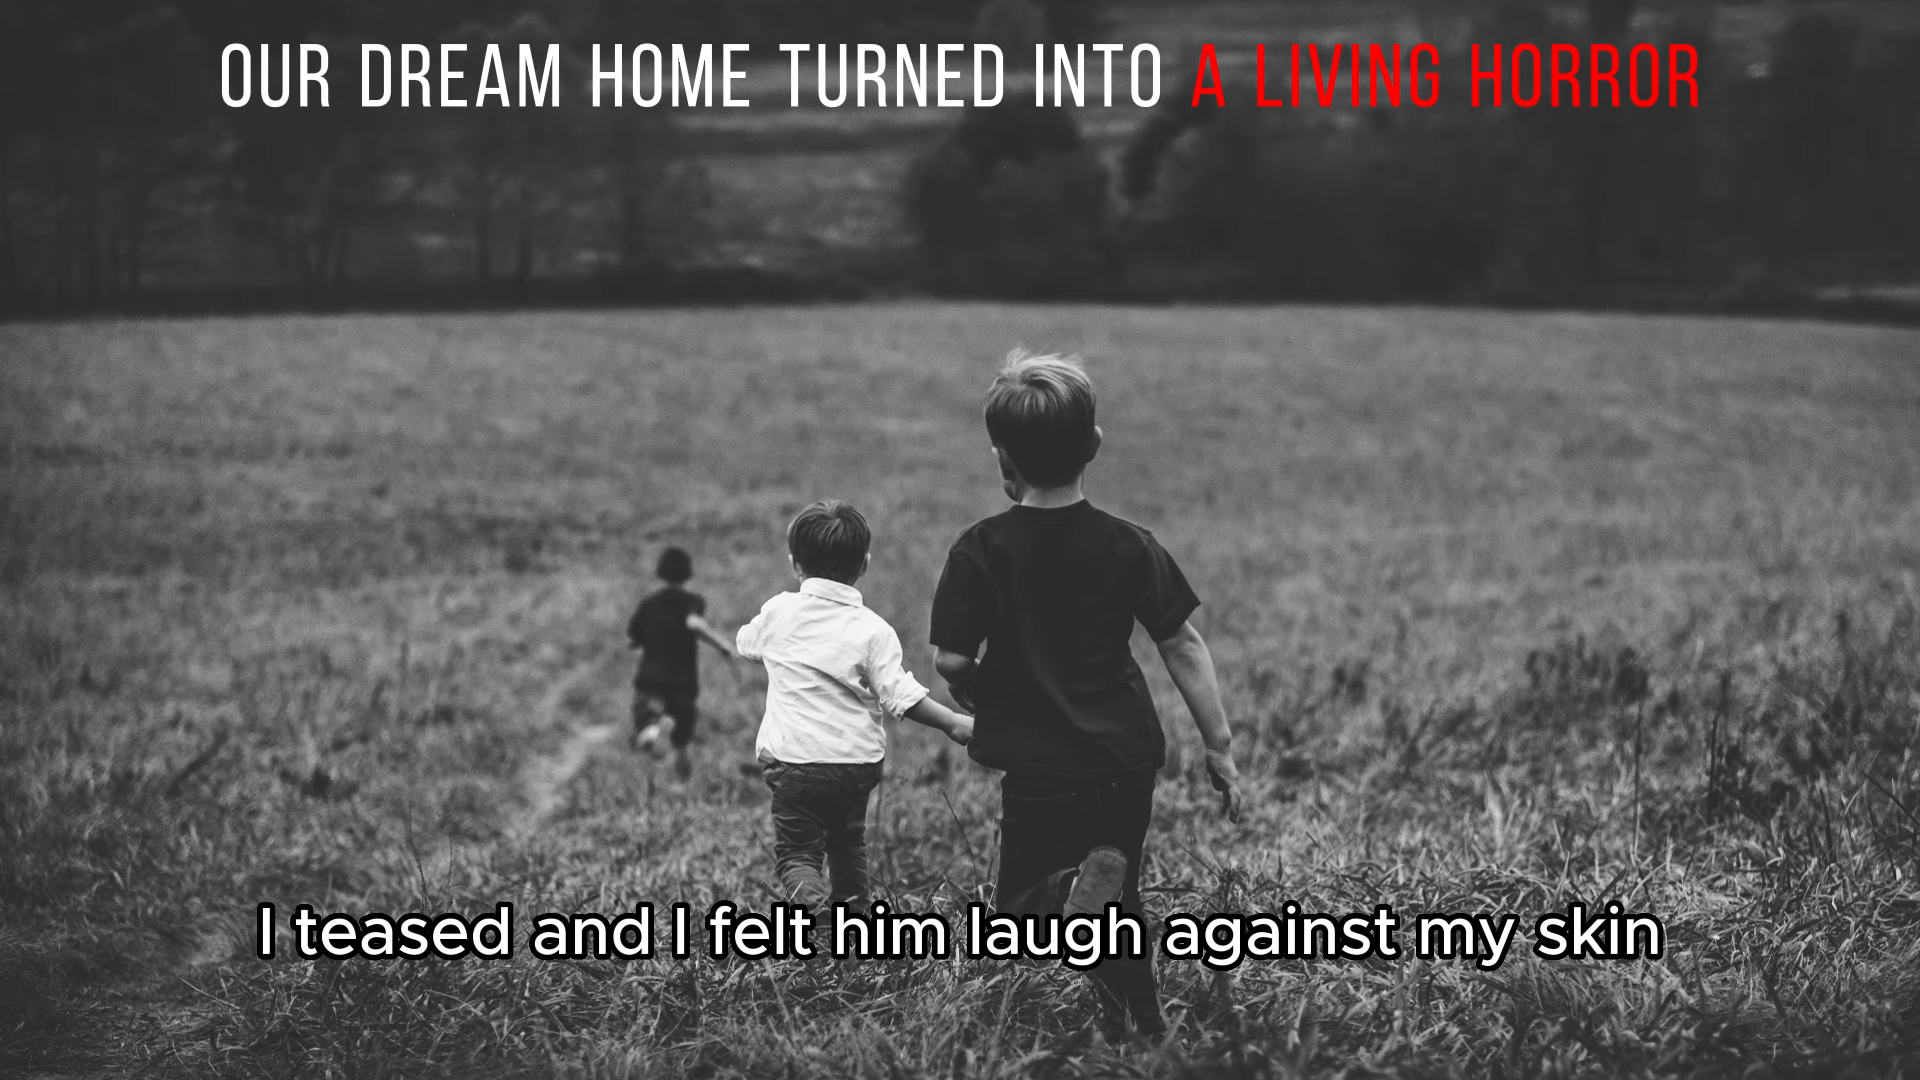 OUR DREAM HOME TURNED INTO A LIVING HORROR
I teased and I felt him laugh against my skin